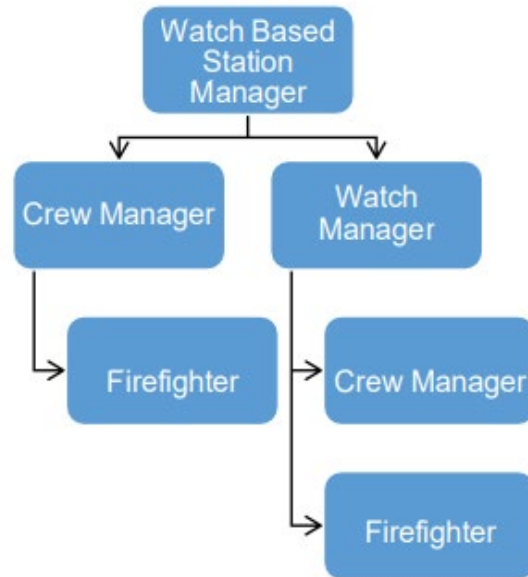 Watch Based
Station
Manager
Crew Manager
Watch
Manager
Firefighter
Crew Manager
Firefighter